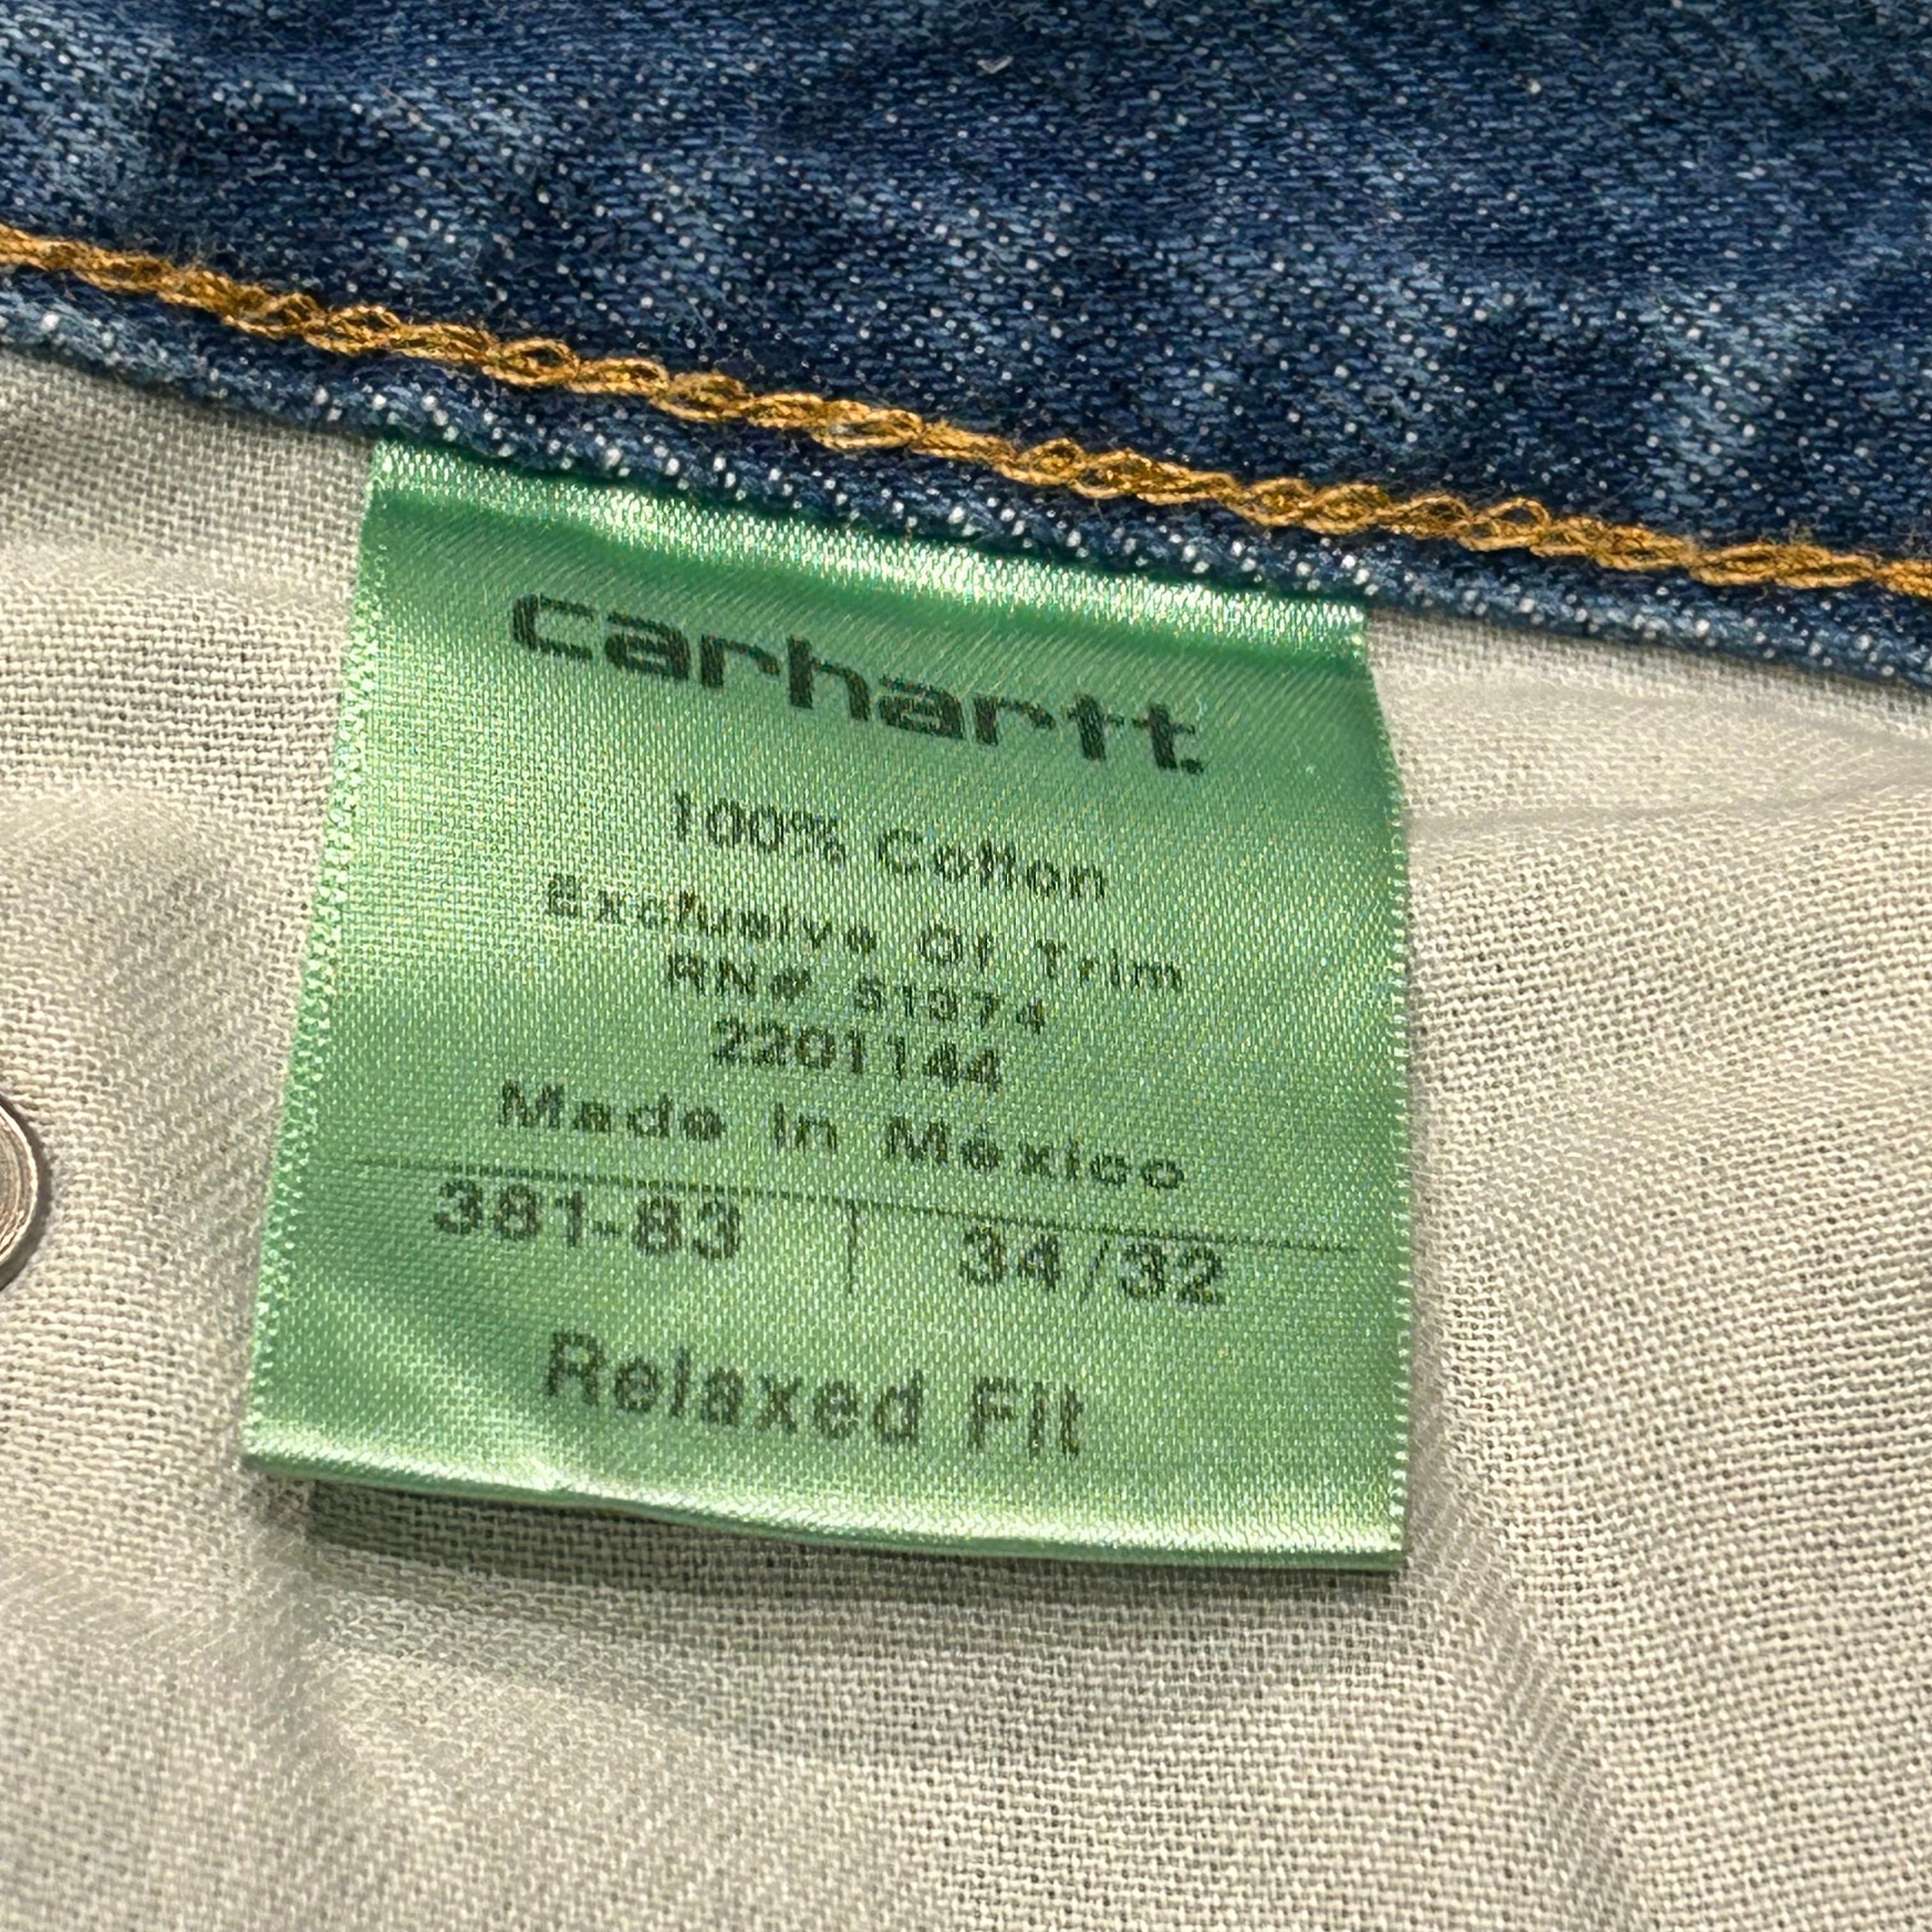 carhartt.
100% Cotton
Exclusive Of Trim
RN# 51974
2201144
Made in Mexico
381-83 | 34/32
Relaxed Fit